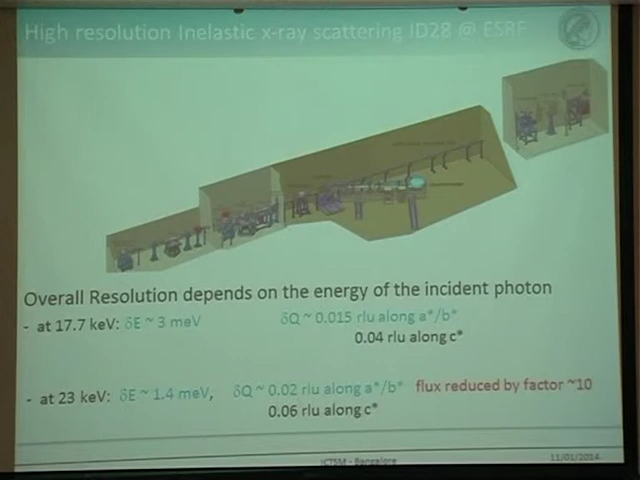 High resolution Inelastic x-ray scattering ID28 @ ESRF
Overall Resolution depends on the energy of the incident photon
- at 17.7 keV: δE ~ 3 meV δQ ~ 0.015 rlu along a*/b*
0.04 rlu along c*
- at 23 keV: δE ~ 1.4 meV, δQ ~ 0.02 rlu along a*/b* flux reduced by factor ~10
0.06 rlu along c*
ICTSM - Bangalore 11/01/2014